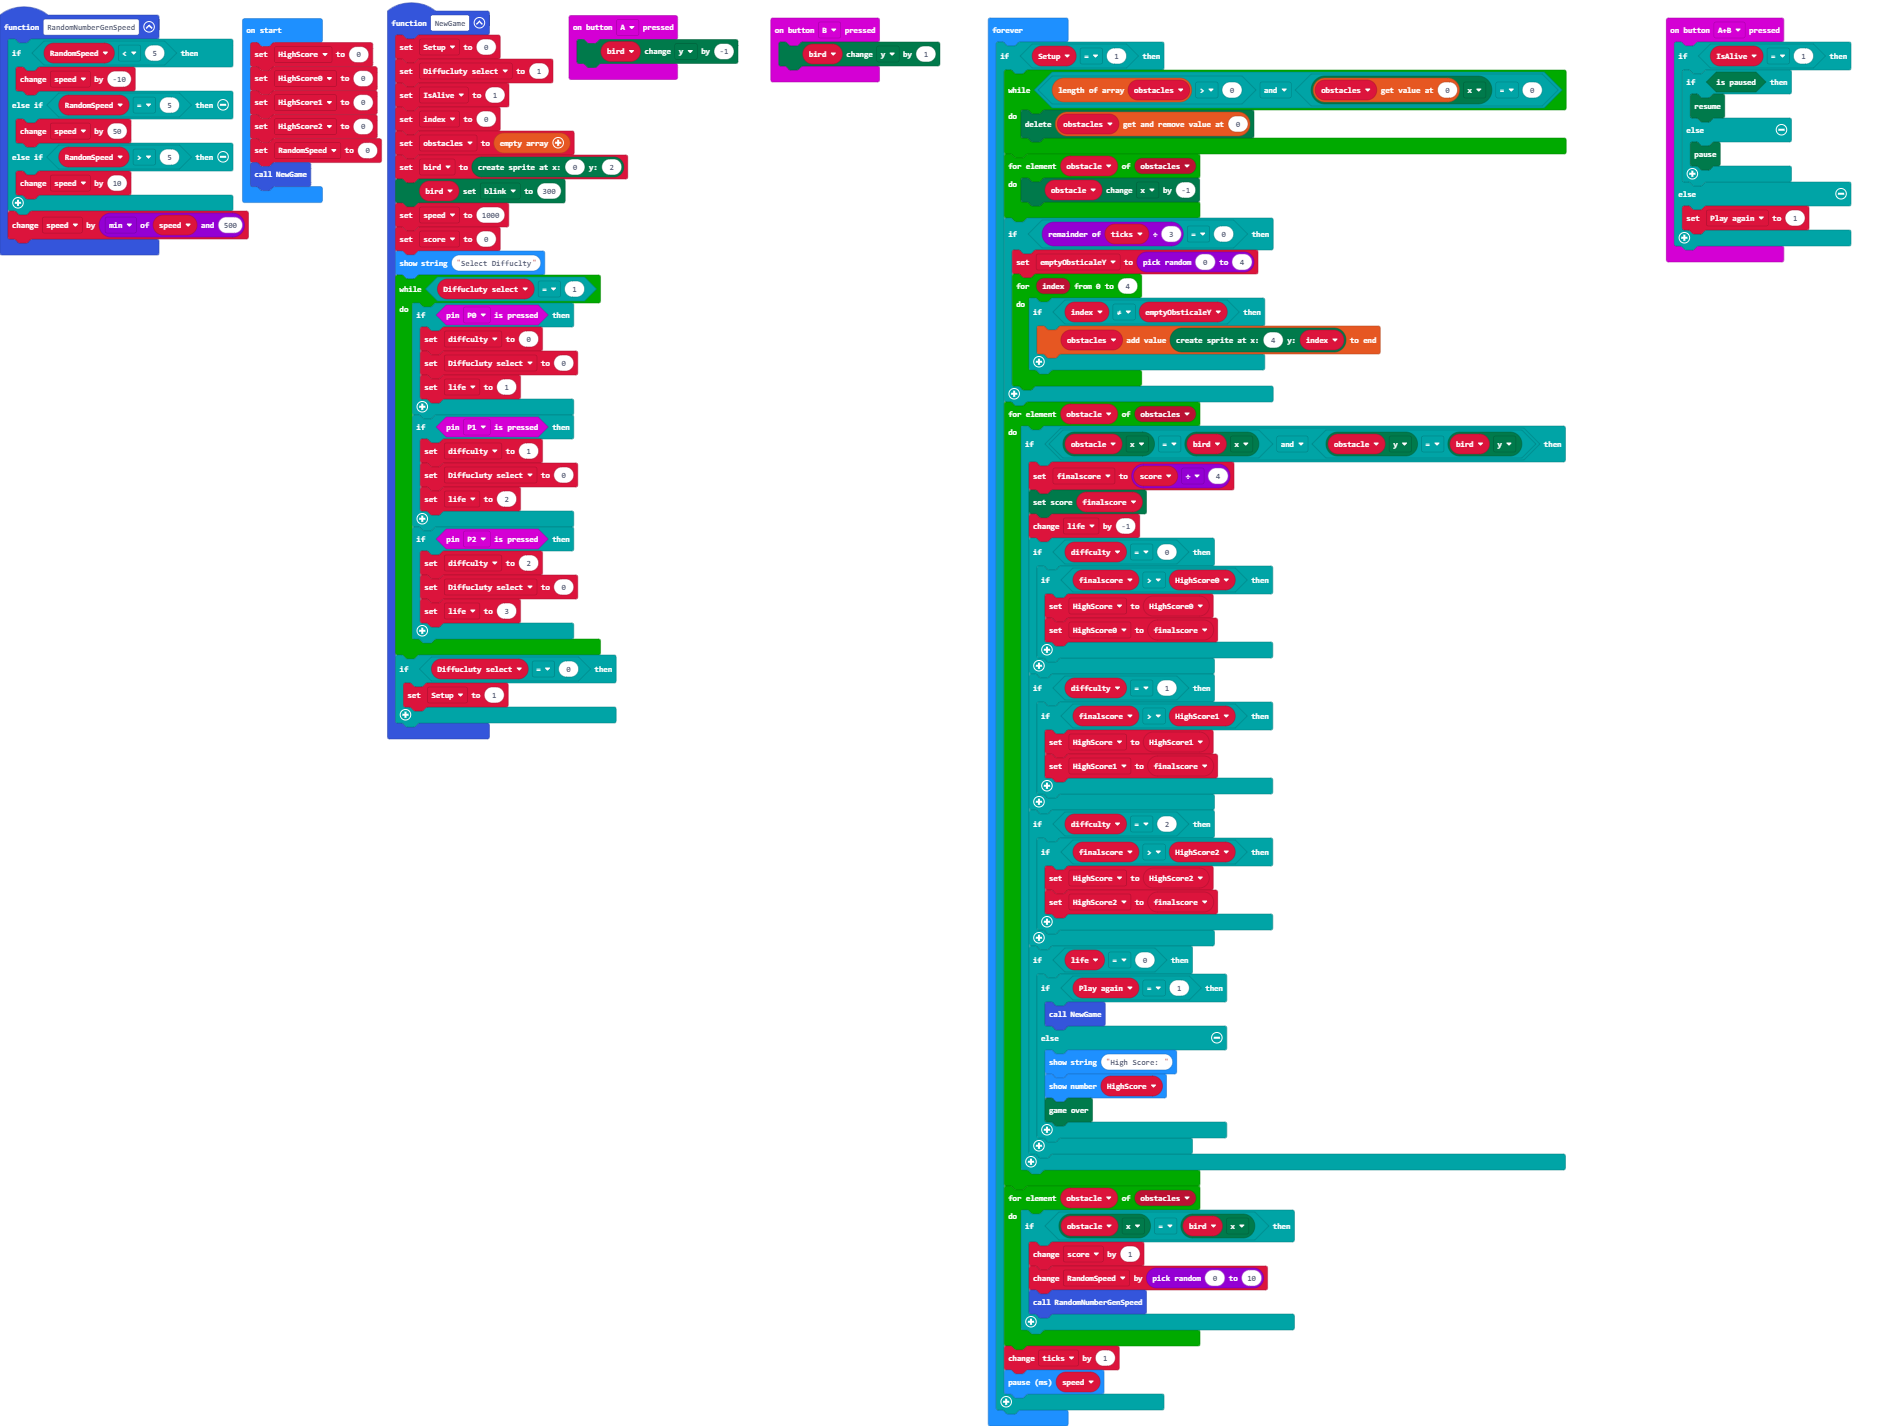 function RandomNumberGenSpeed
if RandomSpeed < 5 then
change speed by -10
else if RandomSpeed = 5 then
change speed by 50
else if RandomSpeed > 5 then
change speed by 10
change speed by min of speed and 500
on start
set HighScore to 0
set HighScore0 to 0
set HighScore1 to 0
set HighScore2 to 0
set RandomSpeed to 0
call NewGame
function NewGame
set Setup to 0
set Diffucluty select to 1
set IsAlive to 1
set index to 0
set obstacles to empty array
set bird to create sprite at x: 0 y: 2
bird set blink to 300
set speed to 1000
set score to 0
show string "Select Diffuclty"
while Diffucluty select = 1
do
if pin P0 is pressed then
set diffculty to 0
set Diffucluty select to 0
set life to 1
if pin P1 is pressed then
set diffculty to 1
set Diffucluty select to 0
set life to 2
if pin P2 is pressed then
set diffculty to 2
set Diffucluty select to 0
set life to 3
if Diffucluty select = 0 then
set Setup to 1
on button A pressed
bird change y by -1
on button B pressed
bird change y by 1
forever
if Setup = 1 then
while length of array obstacles > 0 and obstacles get value at 0 x = 0
do
delete obstacles get and remove value at 0
for element obstacle of obstacles
do
obstacle change x by -1
if remainder of ticks ÷ 3 = 0 then
set emptyObsticaleY to pick random 0 to 4
for index from 0 to 4
do
if index ≠ emptyObsticaleY then
obstacles add value create sprite at x: 4 y: index to end
for element obstacle of obstacles
do
if obstacle x = bird x and obstacle y = bird y then
set finalscore to score ÷ 4
set score finalscore
change life by -1
if diffculty = 0 then
if finalscore > HighScore0 then
set HighScore to HighScore0
set HighScore0 to finalscore
if diffculty = 1 then
if finalscore > HighScore1 then
set HighScore to HighScore1
set HighScore1 to finalscore
if diffculty = 2 then
if finalscore > HighScore2 then
set HighScore to HighScore2
set HighScore2 to finalscore
if life = 0 then
if Play again = 1 then
call NewGame
else
show string "High Score: "
show number HighScore
game over
for element obstacle of obstacles
do
if obstacle x = bird x then
change score by 1
change RandomSpeed by pick random 0 to 10
call RandomNumberGenSpeed
change ticks by 1
pause (ms) speed
on button A+B pressed
if IsAlive = 1 then
if is paused then
resume
else
pause
else
set Play again to 1